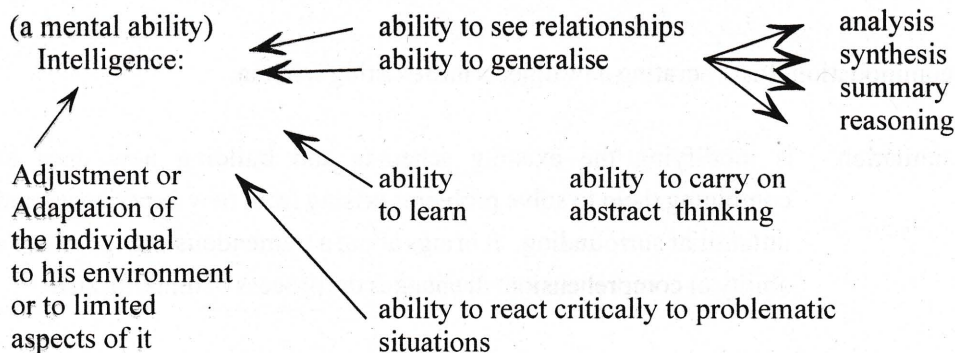 (a mental ability)
Intelligence:
ability to see relationships
ability to generalise
analysis
synthesis
summary
reasoning
Adjustment or
Adaptation of
the individual
to his environment
or to limited
aspects of it
ability
to learn
ability to carry on
abstract thinking
ability to react critically to problematic
situations